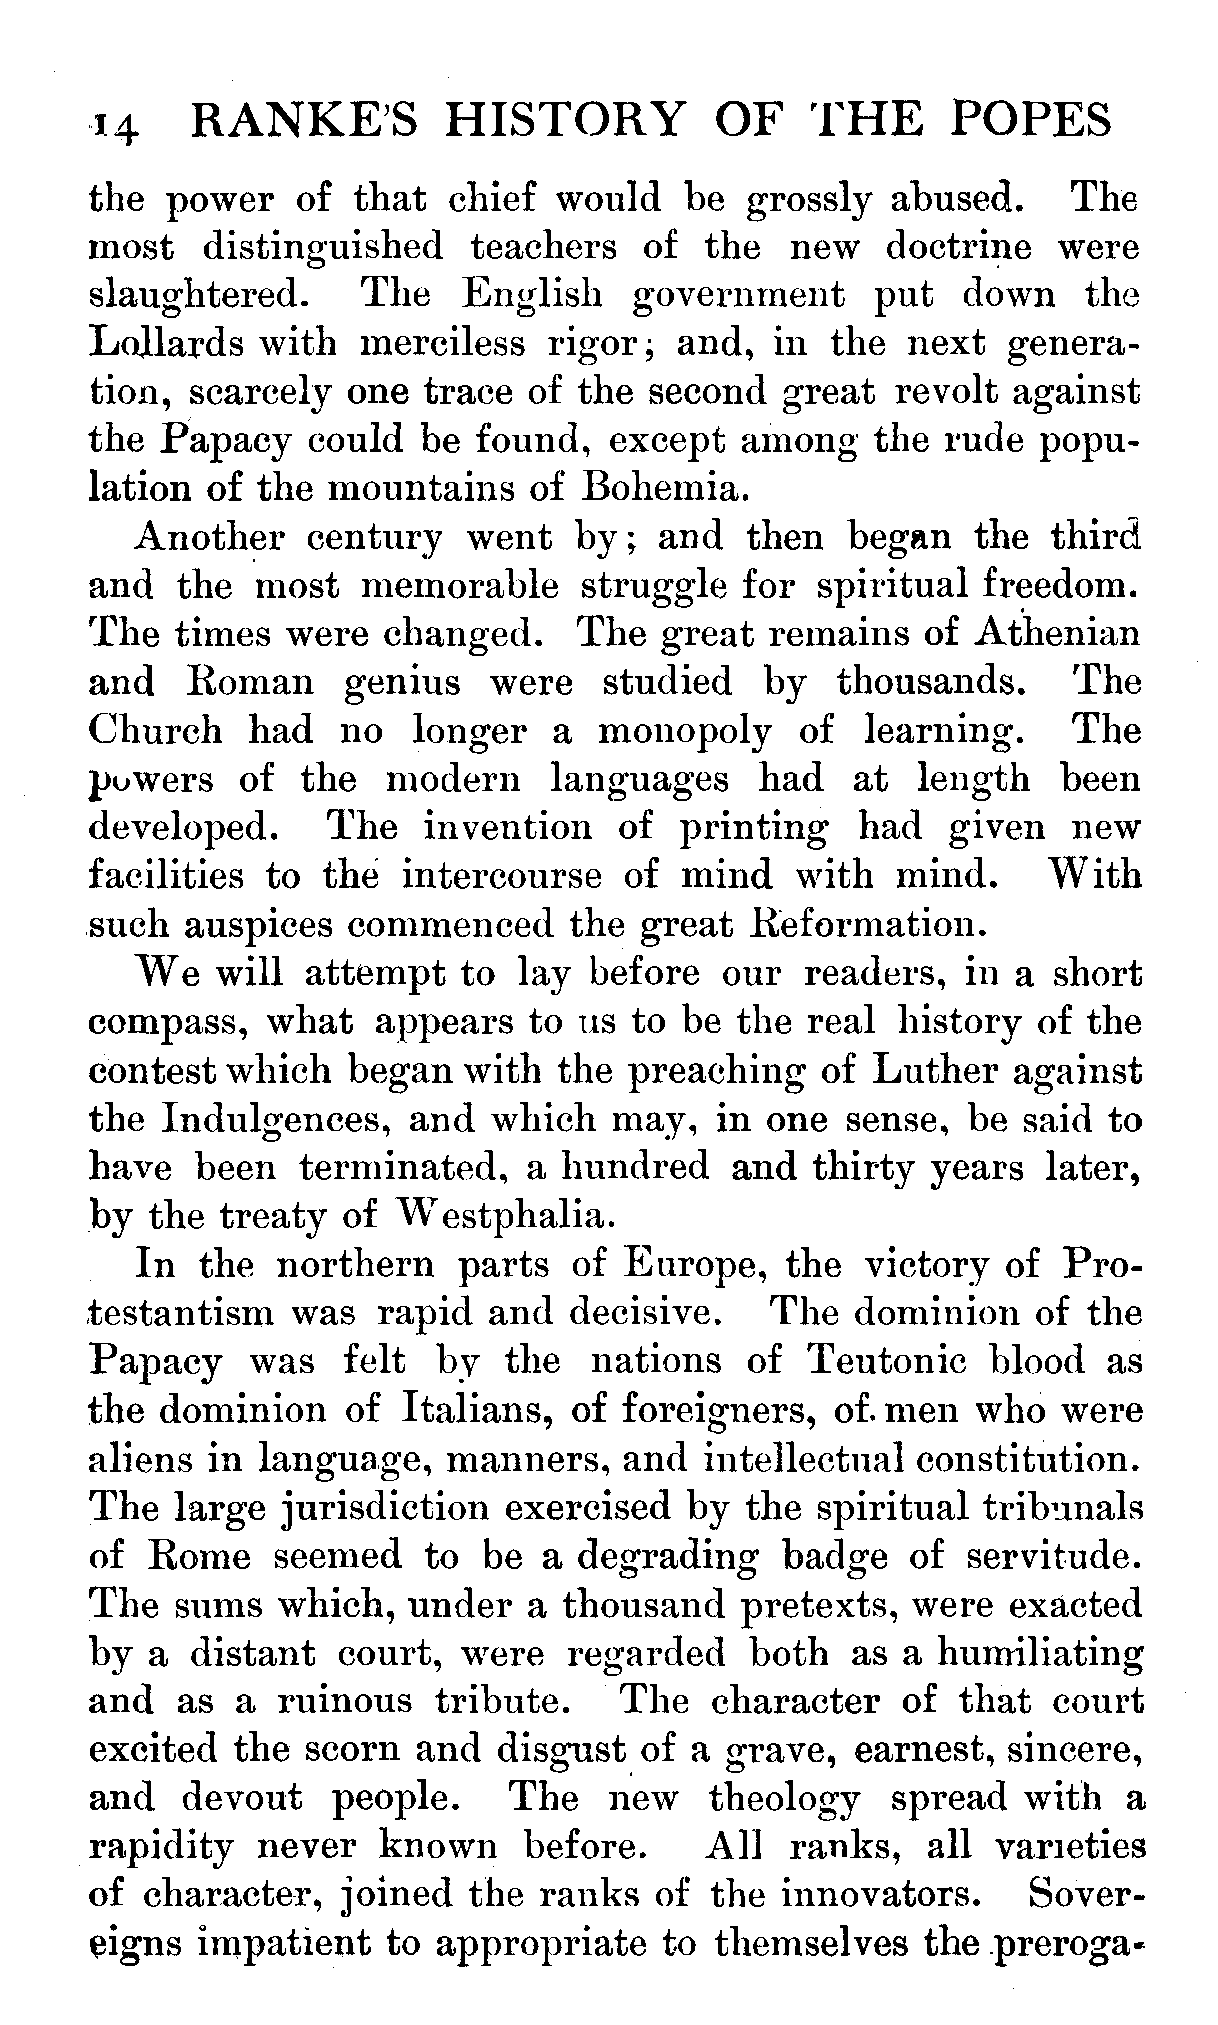 14 RANKE'S HISTORY OF THE POPES
the power of that chief would be grossly abused. The
most distinguished teachers of the new doctrine were
slaughtered. The English government put down the
Lollards with merciless rigor; and, in the next genera-
tion, scarcely one trace of the second great revolt against
the Papacy could be found, except among the rude popu-
lation of the mountains of Bohemia.
Another century went by; and then began the third
and the most memorable struggle for spiritual freedom.
The times were changed. The great remains of Athenian
and Roman genius were studied by thousands. The
Church had no longer a monopoly of learning. The
powers of the modern languages had at length been
developed. The invention of printing had given new
facilities to the intercourse of mind with mind. With
such auspices commenced the great Reformation.
We will attempt to lay before our readers, in a short
compass, what appears to us to be the real history of the
contest which began with the preaching of Luther against
the Indulgences, and which may, in one sense, be said to
have been terminated, a hundred and thirty years later,
by the treaty of Westphalia.
In the northern parts of Europe, the victory of Pro-
testantism was rapid and decisive. The dominion of the
Papacy was felt by the nations of Teutonic blood as
the dominion of Italians, of foreigners, of men who were
aliens in language, manners, and intellectual constitution.
The large jurisdiction exercised by the spiritual tribunals
of Rome seemed to be a degrading badge of servitude.
The sums which, under a thousand pretexts, were exacted
by a distant court, were regarded both as a humiliating
and as a ruinous tribute. The character of that court
excited the scorn and disgust of a grave, earnest, sincere,
and devout people. The new theology spread with a
rapidity never known before. All ranks, all varieties
of character, joined the ranks of the innovators. Sover-
eigns impatient to appropriate to themselves the preroga-